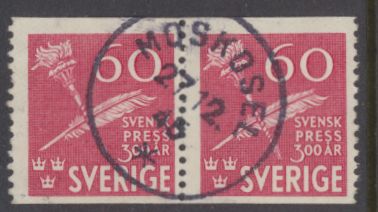 60
SVENSK
PRESS
300 ÅR
SVERIGE
60
SVENSK
PRESS
300 ÅR
SVERIGE
MOSKOSEL
27.12.
45